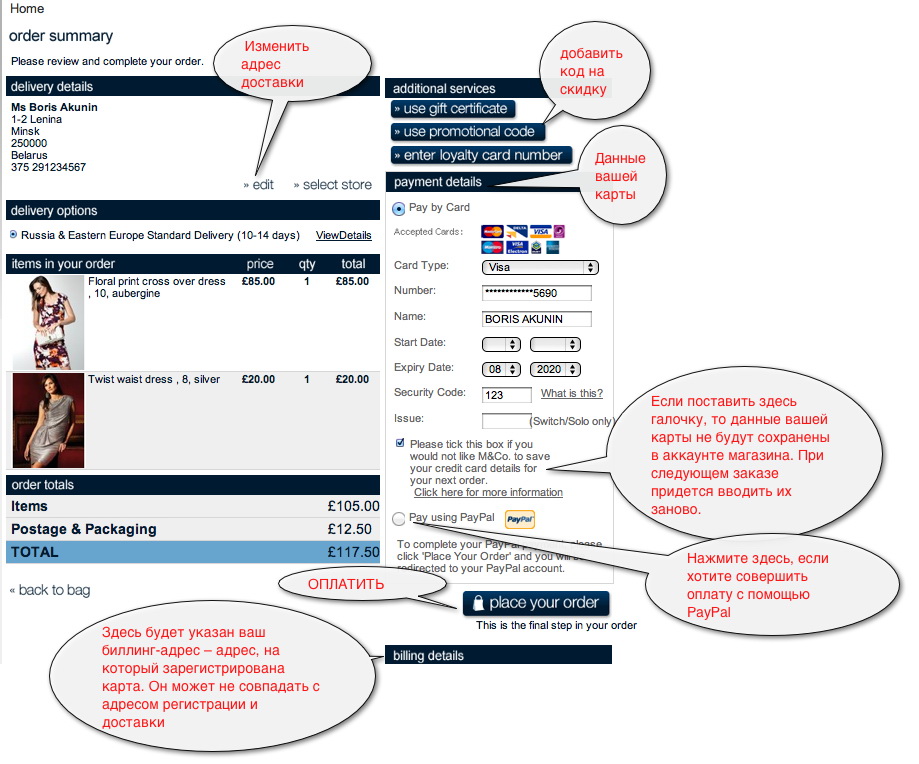 Home
order summary
Please review and complete your order.
Изменить
адрес
доставки
добавить
код на
скидку
delivery details
Ms Boris Akunin
1-2 Lenina
Minsk
250000
Belarus
375 291234567
» edit
» select store
additional services
» use gift certificate
» use promotional code
» enter loyalty card number
Данные
вашей
карты
payment details
Pay by Card
Accepted Cards:
Card Type:
Visa
Number:
************5690
Name:
BORIS AKUNIN
Start Date:
Expiry Date:
08
2020
Security Code:
123
What is this?
Issue:
(Switch/Solo only)
Please tick this box if you
would not like M&Co. to save
your credit card details for
your next order.
Click here for more information
Pay using PayPal
PayPal
To complete your PayPal please
click 'Place Your Order' and you will be
redirected to your PayPal account.
delivery options
Russia & Eastern Europe Standard Delivery (10-14 days)
ViewDetails
items in your order price qty total
Floral print cross over dress £85.00 1 £85.00
, 10, aubergine
Twist waist dress , 8, silver £20.00 1 £20.00
order totals
Items £105.00
Postage & Packaging £12.50
TOTAL £117.50
« back to bag
Если поставить здесь
галочку, то данные вашей
карты не будут сохранены
в аккаунте магазина. При
следующем заказе
придется вводить их
заново.
Нажмите здесь, если
хотите совершить
оплату с помощью
PayPal
ОПЛАТИТЬ
place your order
This is the final step in your order
billing details
Здесь будет указан ваш
биллинг-адрес – адрес, на
который зарегистрирована
карта. Он может не совпадать с
адресом регистрации и
доставки